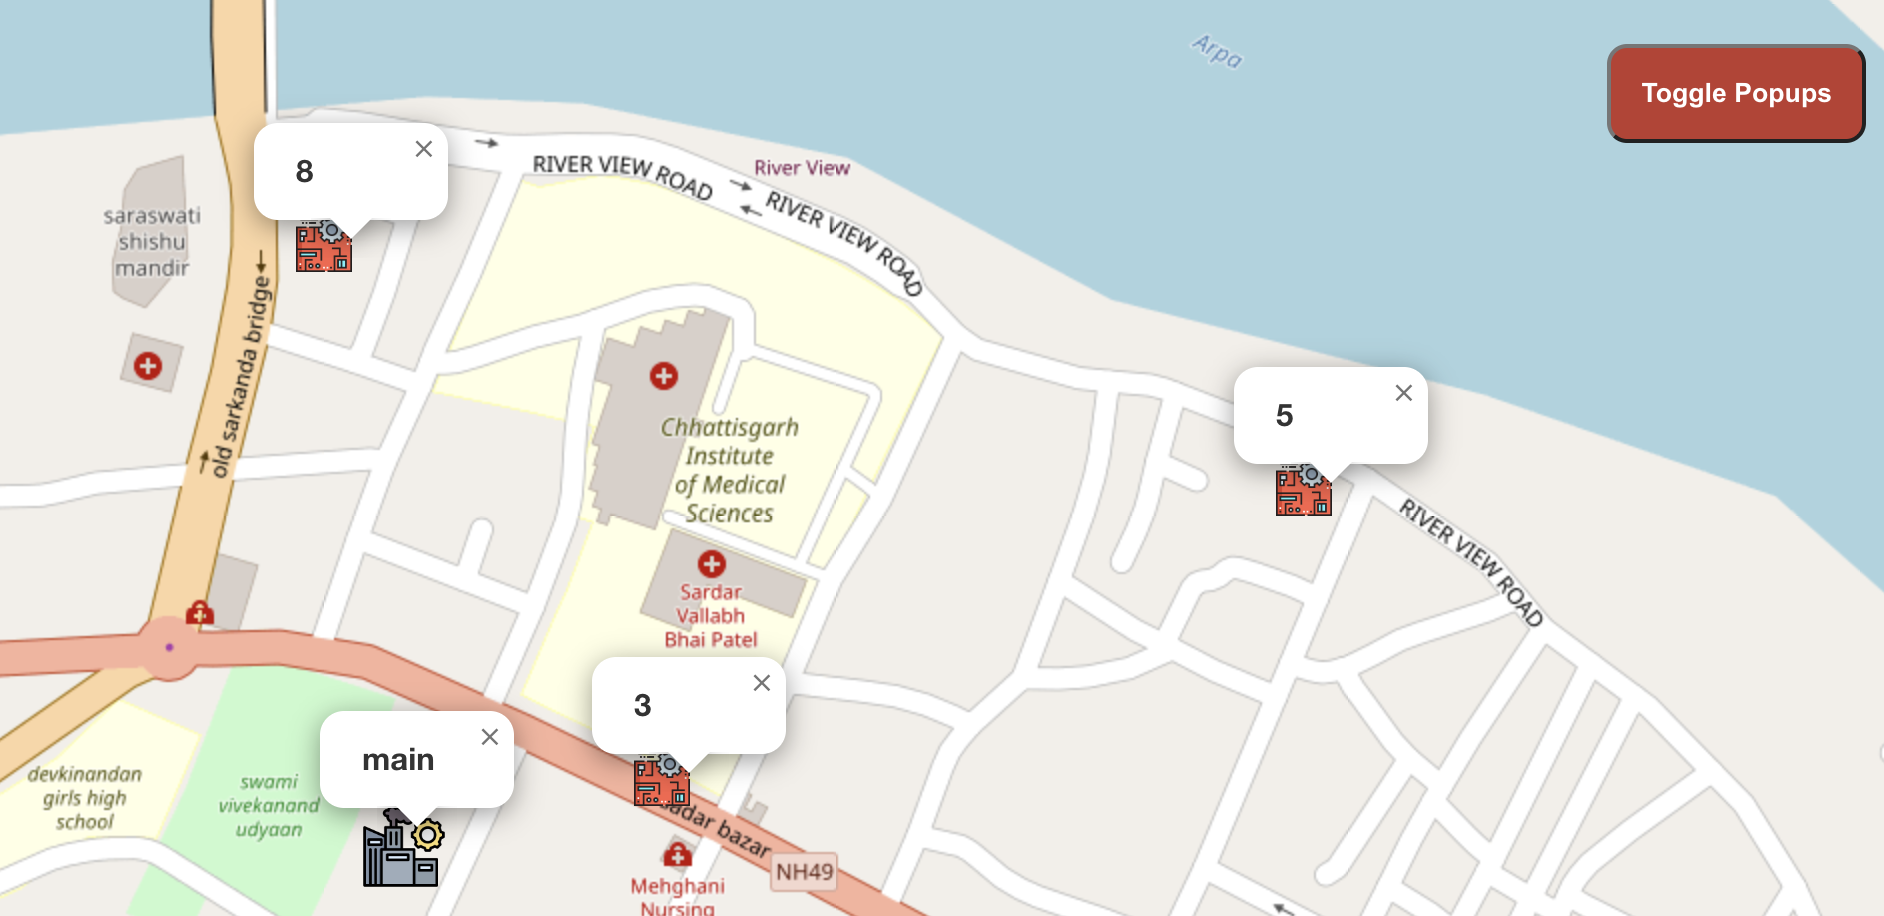 Arpa
Toggle Popups
8
RIVER VIEW ROAD
River View
RIVER VIEW ROAD
saraswati
shishu
mandir
old sarkanda bridge
5
Chhattisgarh
Institute
of Medical
Sciences
RIVER VIEW ROAD
Sardar
Vallabh
Bhai Patel
3
main
devkinandan
girls high
school
swami
vivekanand
udyaan
sadar bazar
NH49
Mehghani
Nursing